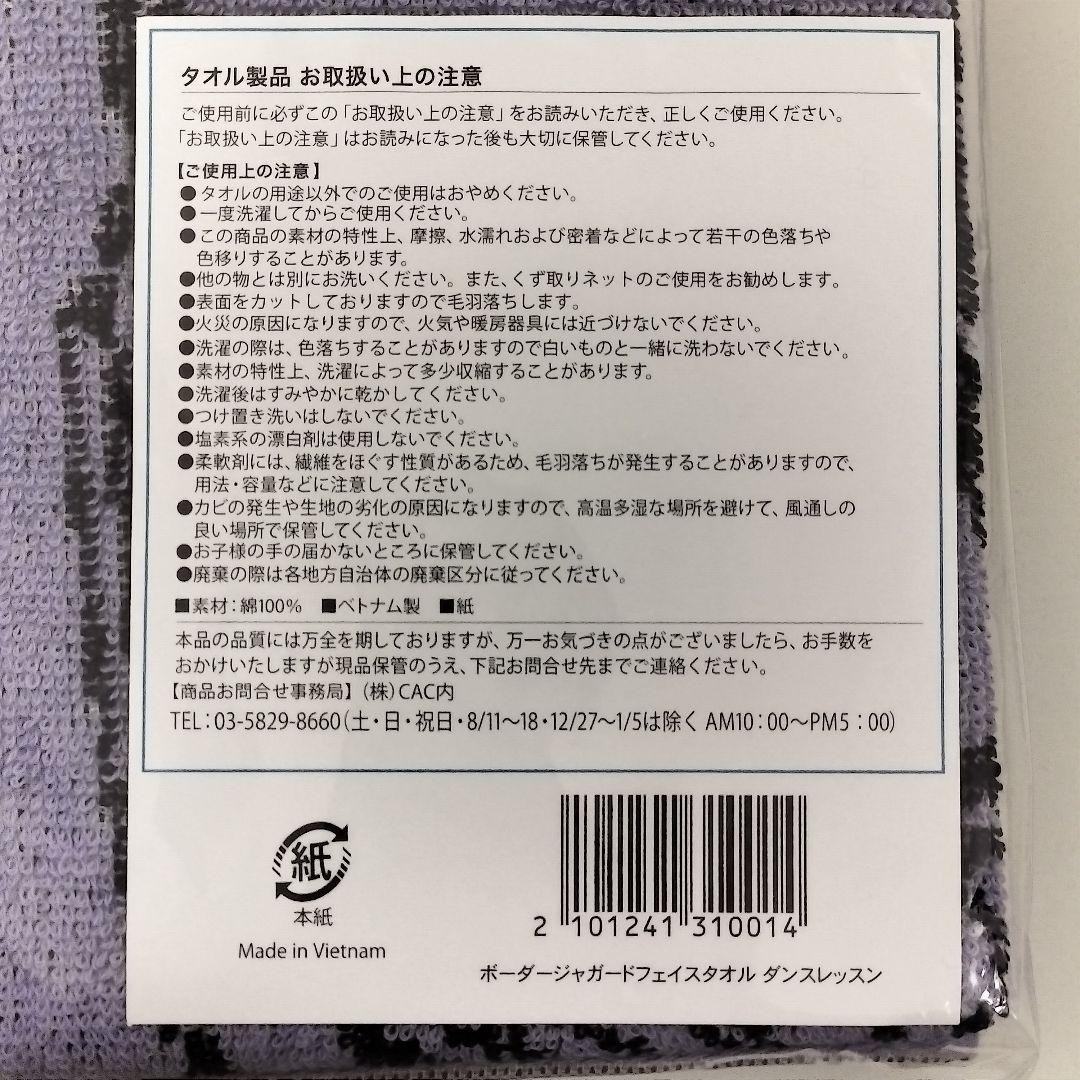 タオル製品 お取扱い上の注意
ご使用前に必ずこの「お取扱い上の注意」をお読みいただき、正しくご使用ください。
「お取扱い上の注意」はお読みになった後も大切に保管してください。
【ご使用上の注意】
●タオルの用途以外でのご使用はおやめください。
●一度洗濯してからご使用ください。
●この商品の素材の特性上、摩擦、水濡れおよび密着などによって若干の色落ちや
色移りすることがあります。
●他の物とは別にお洗いください。また、くず取りネットのご使用をお勧めします。
●表面をカットしておりますので毛羽落ちします。
●火災の原因になりますので、火気や暖房器具には近づけないでください。
●洗濯の際は、色落ちすることがありますので白いものと一緒に洗わないでください。
●素材の特性上、洗濯によって多少収縮することがあります。
●洗濯後はすみやかに乾かしてください。
●つけ置き洗いはしないでください。
●塩素系の漂白剤は使用しないでください。
●柔軟剤には、繊維をほぐす性質があるため、毛羽落ちが発生することがありますので、
用法・容量などに注意してください。
●カビの発生や生地の劣化の原因になりますので、高温多湿な場所を避けて、風通しの
良い場所で保管してください。
●お子様の手の届かないところに保管してください。
●廃棄の際は各地方自治体の廃棄区分に従ってください。
■素材：綿100% ■ベトナム製 ■紙
本品の品質には万全を期しておりますが、万一お気づきの点がございましたら、お手数を
おかけいたしますが現品保管のうえ、下記お問合せ先までご連絡ください。
【商品お問合せ事務局】（株）CAC内
TEL：03-5829-8660（土・日・祝日・8/11〜18・12/27〜1/5は除く AM10：00〜PM5：00）
紙
本紙
Made in Vietnam
2 101241 310014
ボーダージャガードフェイスタオル ダンスレッスン